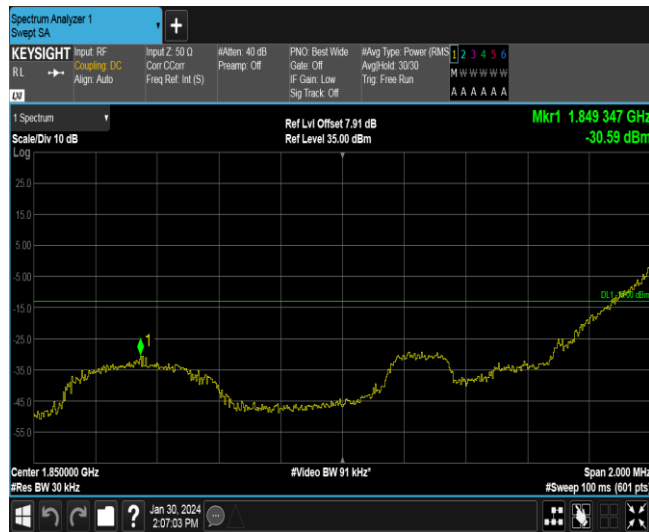 Spectrum Analyzer 1
Swept SA
+
KEYSIGHT
RL
LXI
Input: RF
Coupling: DC
Align: Auto
Input Z: 50 Ω
Corr CCorr
Freq Ref: Int (S)
#Atten: 40 dB
Preamp: Off
PNO: Best Wide
Gate: Off
IF Gain: Low
Sig Track: Off
#Avg Type: Power (RMS
Avg|Hold: 30/30
Trig: Free Run
1 2 3 4 5 6
M W W W W W
A A A A A A
1 Spectrum
Scale/Div 10 dB
Ref Lvl Offset 7.91 dB
Ref Level 35.00 dBm
Mkr1 1.849 347 GHz
-30.59 dBm
Log
25.0
15.0
5.00
-5.00
-15.0
-25.0
-35.0
-45.0
-55.0
1
Center 1.850000 GHz
#Res BW 30 kHz
#Video BW 91 kHz*
Span 2.000 MHz
#Sweep 100 ms (601 pts)
?
Jan 30, 2024
2:07:03 PM